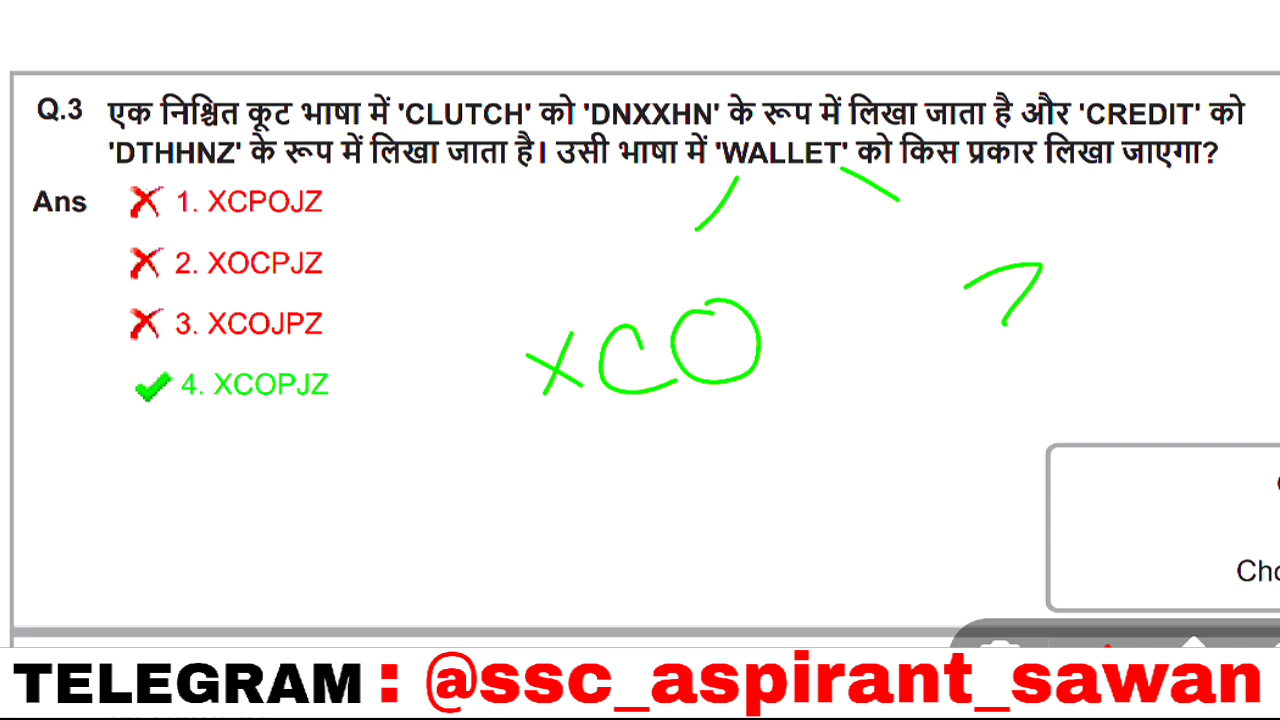 Q.3 एक निश्चित कूट भाषा में 'CLUTCH' को 'DNXXHN' के रूप में लिखा जाता है और 'CREDIT' को
'DTHHNZ' के रूप में लिखा जाता है। उसी भाषा में 'WALLET' को किस प्रकार लिखा जाएगा?
Ans 1. XCPOJZ
2. XOCPJZ
3. XCOJPZ
4. XCOPJZ
XCO
Cho
TELEGRAM : @ssc_aspirant_sawan